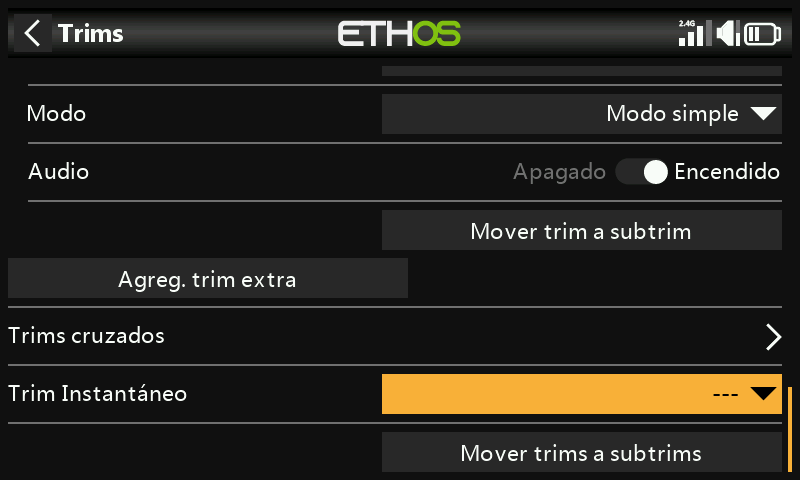 Trims
ETHOS
2.4G
Modo
Modo simple
Audio
Apagado
Encendido
Mover trim a subtrim
Agreg. trim extra
Trims cruzados
Trim Instantáneo
---
Mover trims a subtrims